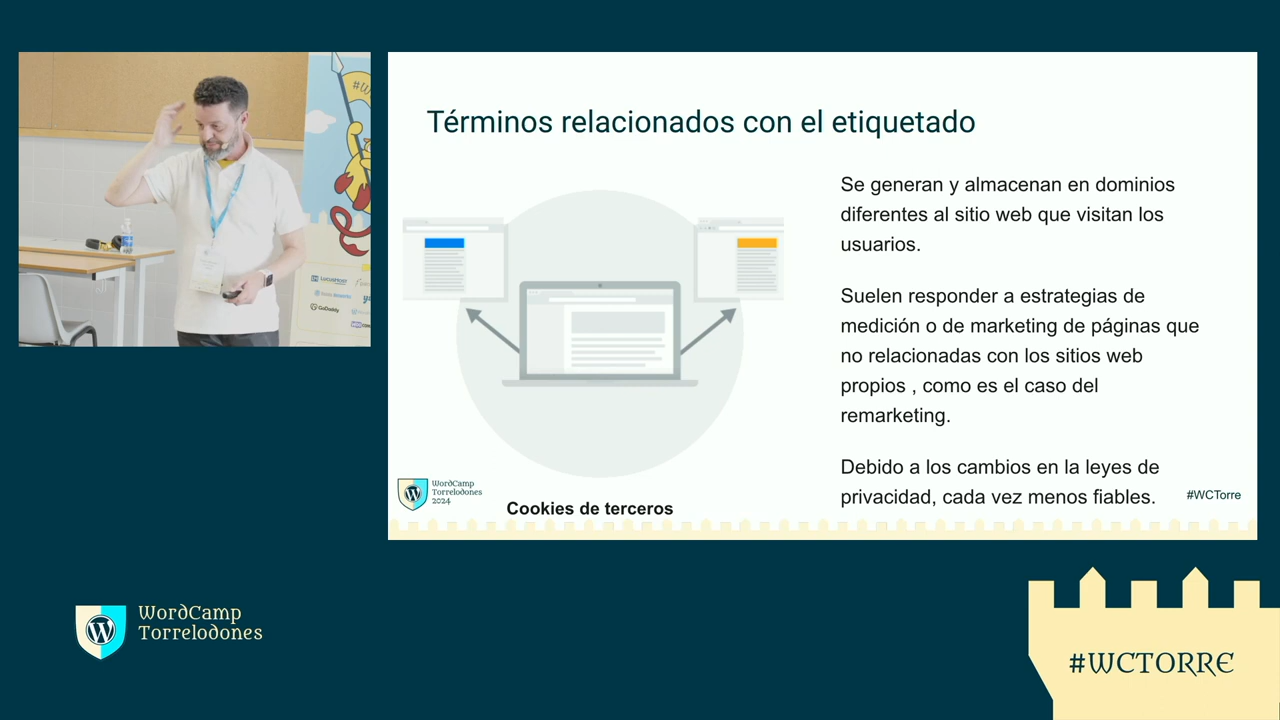 Términos relacionados con el etiquetado
Se generan y almacenan en dominios
diferentes al sitio web que visitan los
usuarios.
Suelen responder a estrategias de
medición o de marketing de páginas que
no relacionadas con los sitios web
propios , como es el caso del
remarketing.
Debido a los cambios en la leyes de
privacidad, cada vez menos fiables.
Cookies de terceros
WordCamp
Torrelodones
2024
#WCTorre
LucusHost
GoDaddy
WordCamp
Torrelodones
#WCTORRE